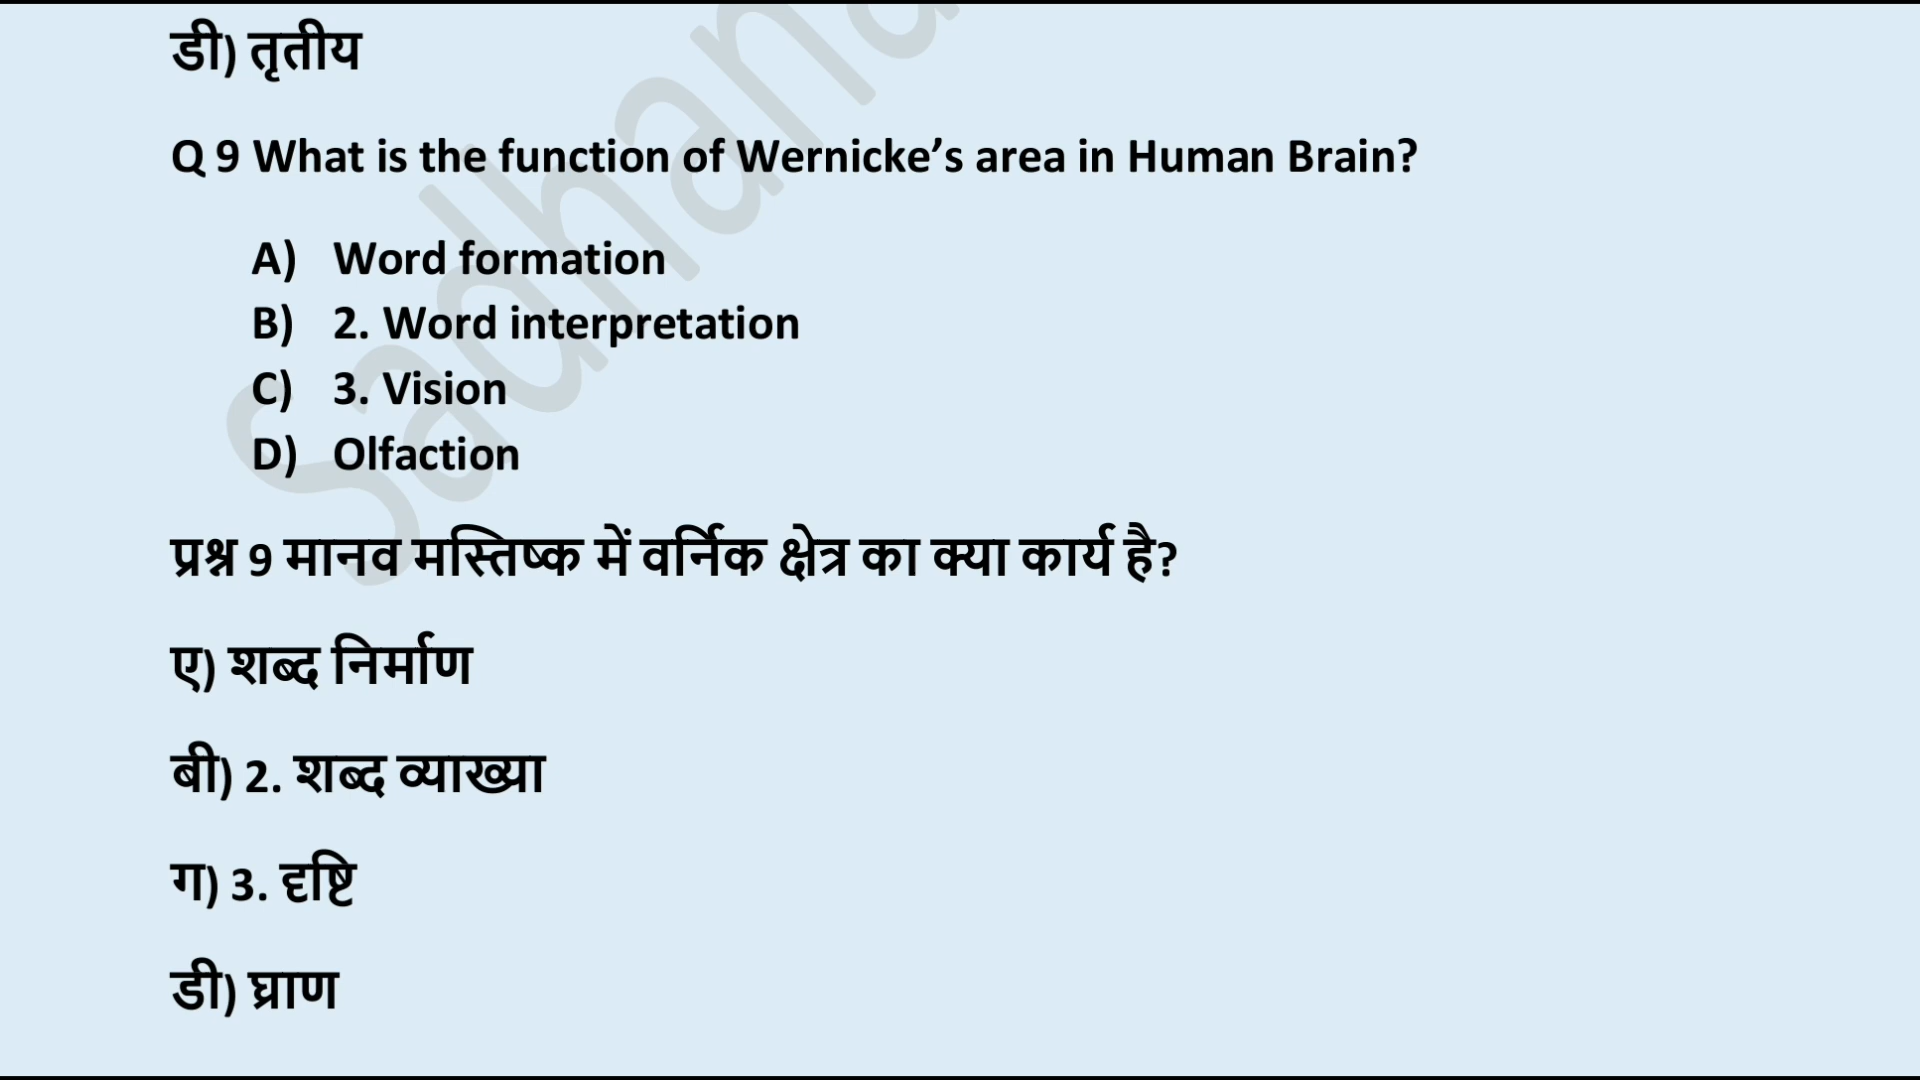 डी) तृतीय
Q 9 What is the function of Wernicke’s area in Human Brain?
A) Word formation
B) 2. Word interpretation
C) 3. Vision
D) Olfaction
प्रश्न 9 मानव मस्तिष्क में वर्निक क्षेत्र का क्या कार्य है?
ए) शब्द निर्माण
बी) 2. शब्द व्याख्या
ग) 3. दृष्टि
डी) घ्राण
Sadhana